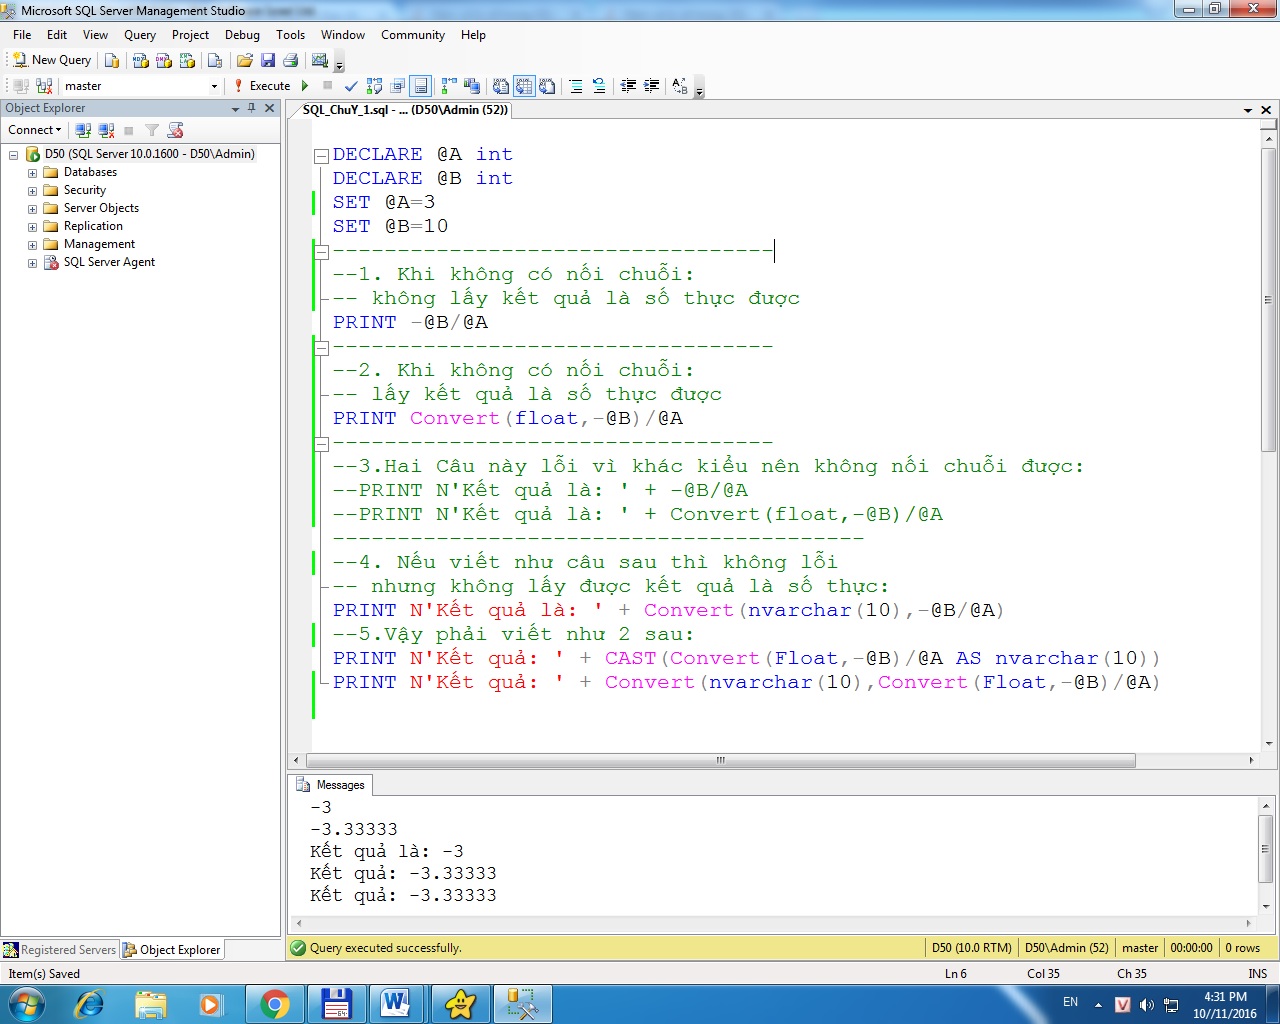 Microsoft SQL Server Management Studio
File Edit View Query Project Debug Tools Window Community Help
New Query
master Execute
Object Explorer
Connect
D50 (SQL Server 10.0.1600 - D50\Admin)
Databases
Security
Server Objects
Replication
Management
SQL Server Agent
Registered Servers Object Explorer
SQL_ChuY_1.sql - ... (D50\Admin (52))
DECLARE @A int
DECLARE @B int
SET @A=3
SET @B=10
----------------------------------
--1. Khi không có nối chuỗi:
-- không lấy kết quả là số thực được
PRINT -@B/@A
----------------------------------
--2. Khi không có nối chuỗi:
-- lấy kết quả là số thực được
PRINT Convert(float,-@B)/@A
----------------------------------
--3.Hai Câu này lỗi vì khác kiểu nên không nối chuỗi được:
--PRINT N'Kết quả là: ' + -@B/@A
--PRINT N'Kết quả là: ' + Convert(float,-@B)/@A
-----------------------------------------
--4. Nếu viết như câu sau thì không lỗi
-- nhưng không lấy được kết quả là số thực:
PRINT N'Kết quả là: ' + Convert(nvarchar(10),-@B/@A)
--5.Vậy phải viết như 2 sau:
PRINT N'Kết quả: ' + CAST(Convert(Float,-@B)/@A AS nvarchar(10))
PRINT N'Kết quả: ' + Convert(nvarchar(10),Convert(Float,-@B)/@A)
Messages
-3
-3.33333
Kết quả là: -3
Kết quả: -3.33333
Kết quả: -3.33333
Query executed successfully. D50 (10.0 RTM) D50\Admin (52) master 00:00:00 0 rows
Item(s) Saved Ln 6 Col 35 Ch 35 INS
EN V 4:31 PM
10//11/2016